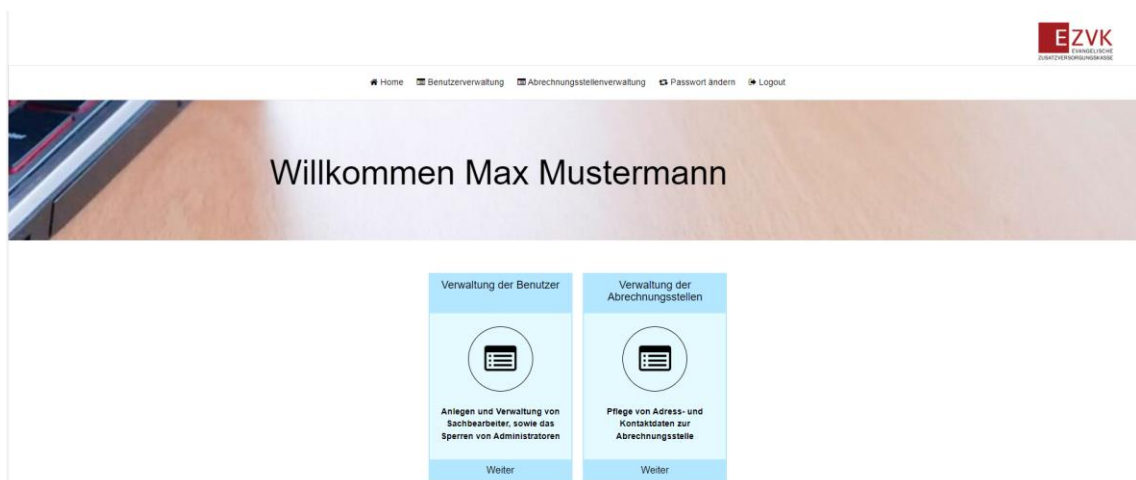 EZVK
EVANGELISCHE
ZUSATZVERSORGUNGSKASSE
Home Benutzerverwaltung Abrechnungsstellenverwaltung Passwort ändern Logout
Willkommen Max Mustermann
Verwaltung der Benutzer
Verwaltung der
Abrechnungsstellen
Anlegen und Verwaltung von
Sachbearbeiter, sowie das
Sperren von Administratoren
Pflege von Adress- und
Kontaktdaten zur
Abrechnungsstelle
Weiter
Weiter